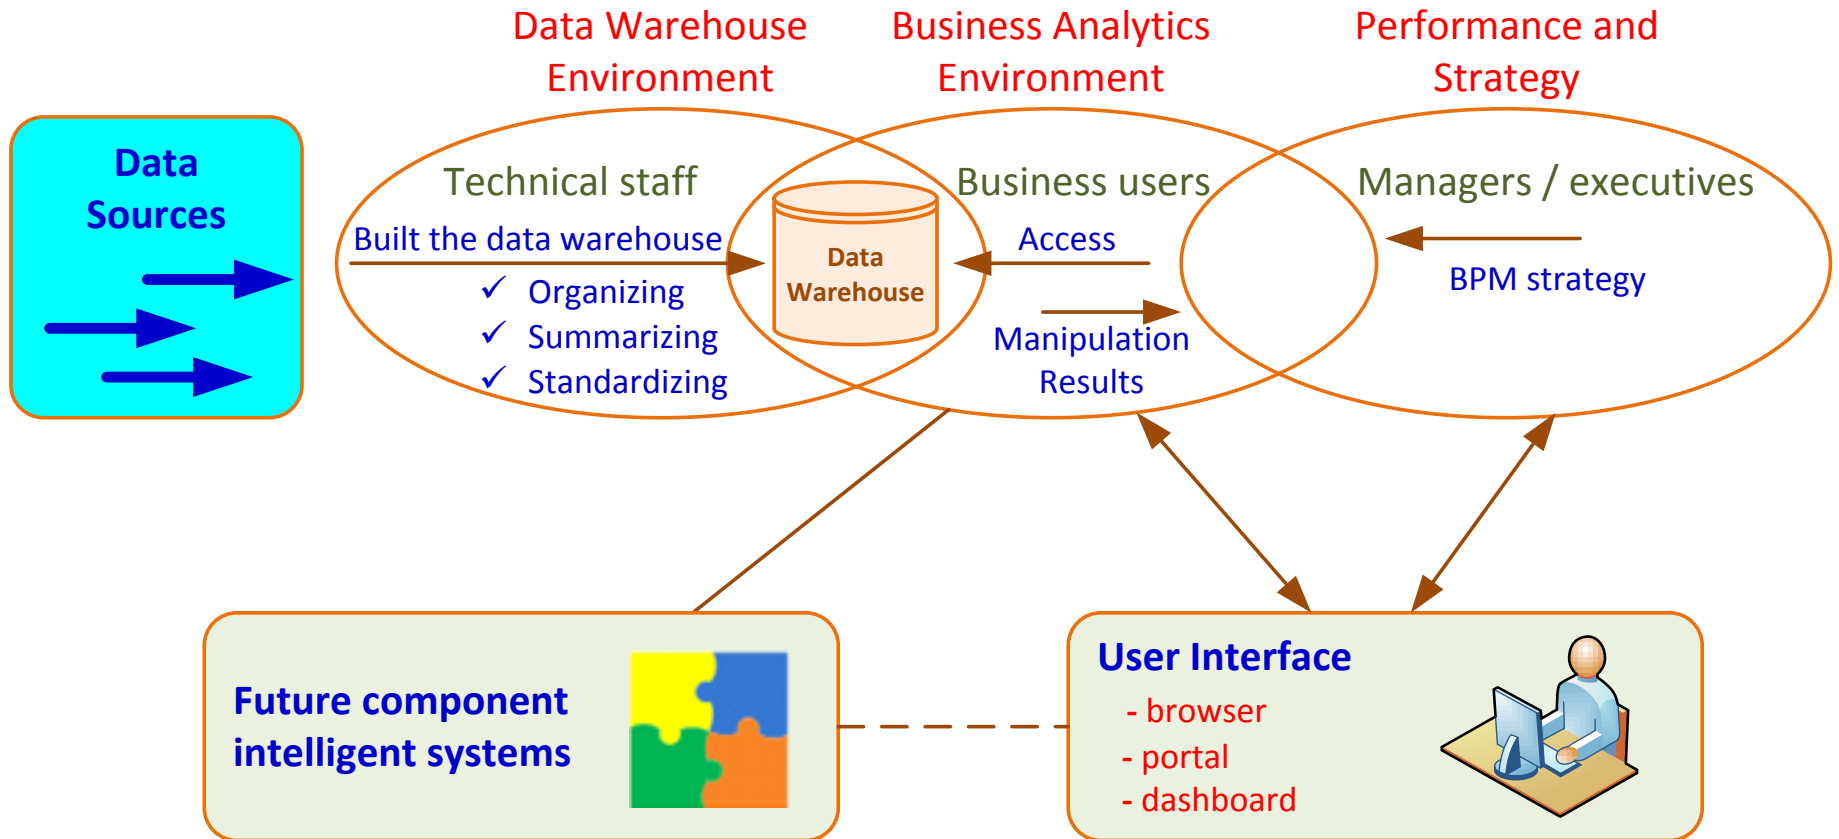 Data Warehouse
Environment
Business Analytics
Environment
Performance and
Strategy
Data
Sources
Technical staff
Built the data warehouse
✓ Organizing
✓ Summarizing
✓ Standardizing
Data
Warehouse
Business users
Access
Manipulation
Results
Managers / executives
BPM strategy
Future component
intelligent systems
User Interface
- browser
- portal
- dashboard